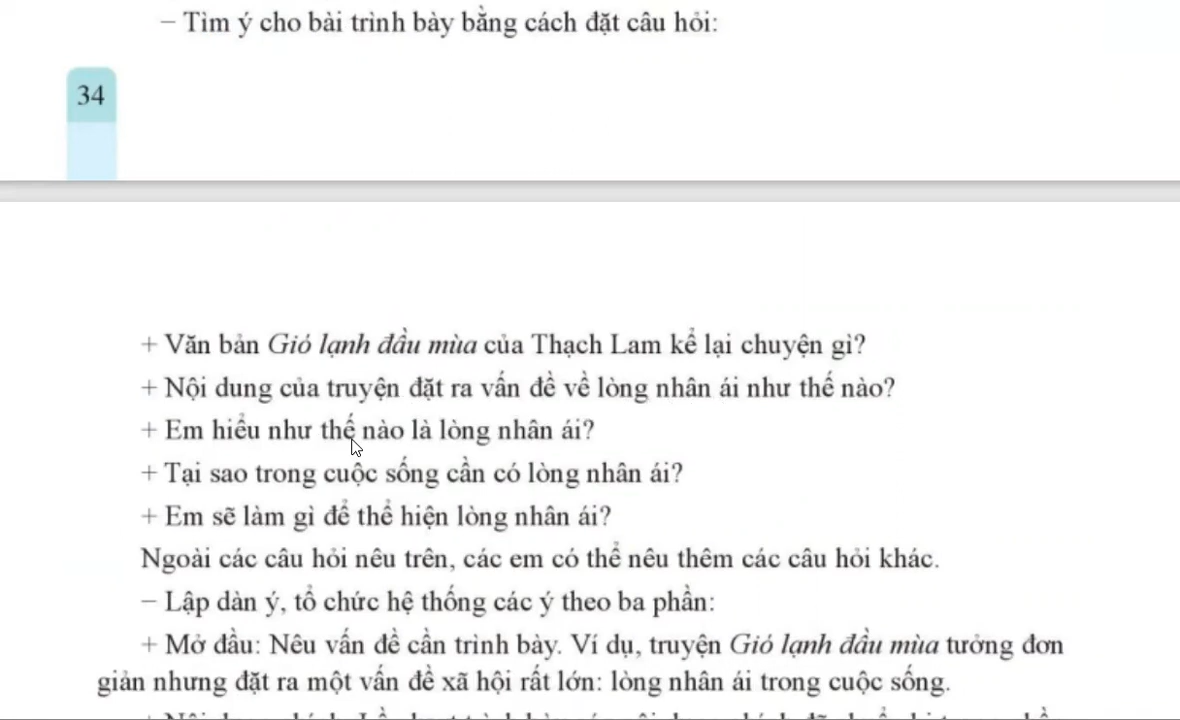 − Tìm ý cho bài trình bày bằng cách đặt câu hỏi:
34
+ Văn bản Gió lạnh đầu mùa của Thạch Lam kể lại chuyện gì?
+ Nội dung của truyện đặt ra vấn đề về lòng nhân ái như thế nào?
+ Em hiểu như thế nào là lòng nhân ái?
+ Tại sao trong cuộc sống cần có lòng nhân ái?
+ Em sẽ làm gì để thể hiện lòng nhân ái?
Ngoài các câu hỏi nêu trên, các em có thể nêu thêm các câu hỏi khác.
− Lập dàn ý, tổ chức hệ thống các ý theo ba phần:
+ Mở đầu: Nêu vấn đề cần trình bày. Ví dụ, truyện Gió lạnh đầu mùa tưởng đơn
giản nhưng đặt ra một vấn đề xã hội rất lớn: lòng nhân ái trong cuộc sống.